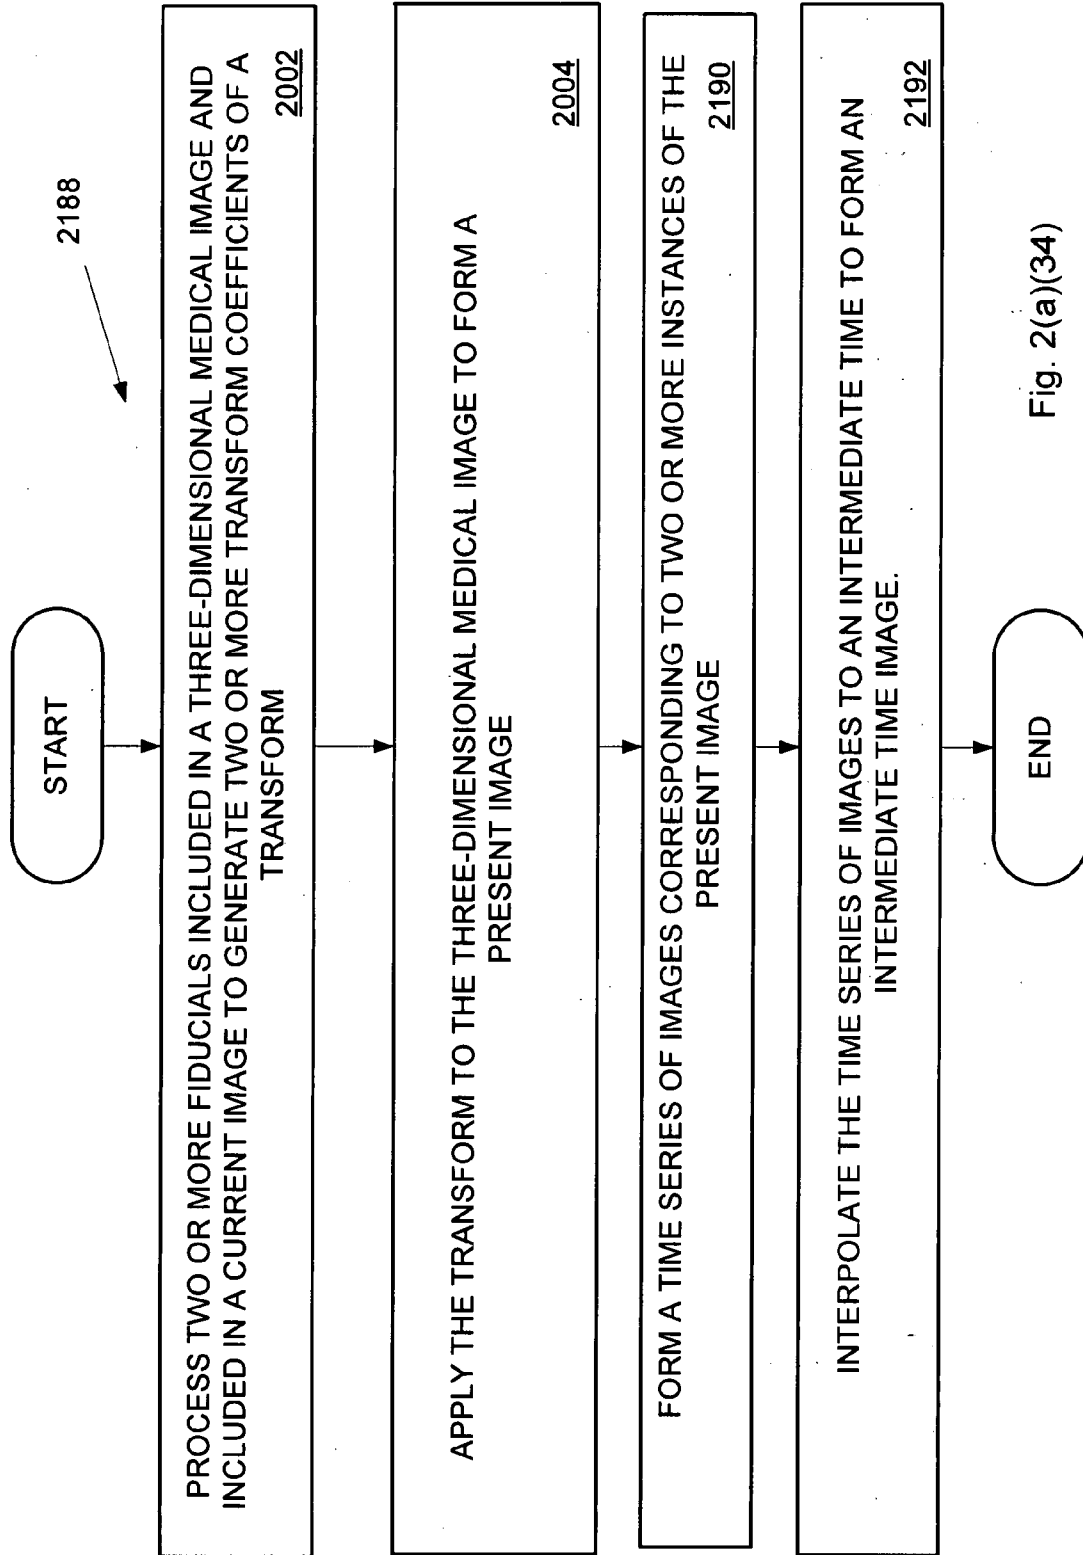 2188
START
PROCESS TWO OR MORE FIDUCIALS INCLUDED IN A THREE-DIMENSIONAL MEDICAL IMAGE AND
INCLUDED IN A CURRENT IMAGE TO GENERATE TWO OR MORE TRANSFORM COEFFICIENTS OF A
TRANSFORM
2002
APPLY THE TRANSFORM TO THE THREE-DIMENSIONAL MEDICAL IMAGE TO FORM A
PRESENT IMAGE
2004
FORM A TIME SERIES OF IMAGES CORRESPONDING TO TWO OR MORE INSTANCES OF THE
PRESENT IMAGE
2190
INTERPOLATE THE TIME SERIES OF IMAGES TO AN INTERMEDIATE TIME TO FORM AN
INTERMEDIATE TIME IMAGE.
2192
END
Fig. 2(a)(34)